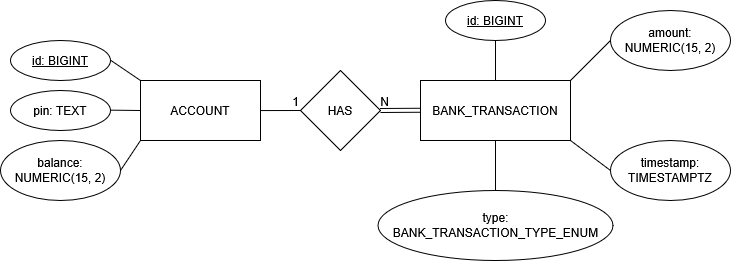 id: BIGINT
pin: TEXT
balance:
NUMERIC(15, 2)
ACCOUNT
1
HAS
N
BANK_TRANSACTION
id: BIGINT
amount:
NUMERIC(15, 2)
timestamp:
TIMESTAMPTZ
type:
BANK_TRANSACTION_TYPE_ENUM